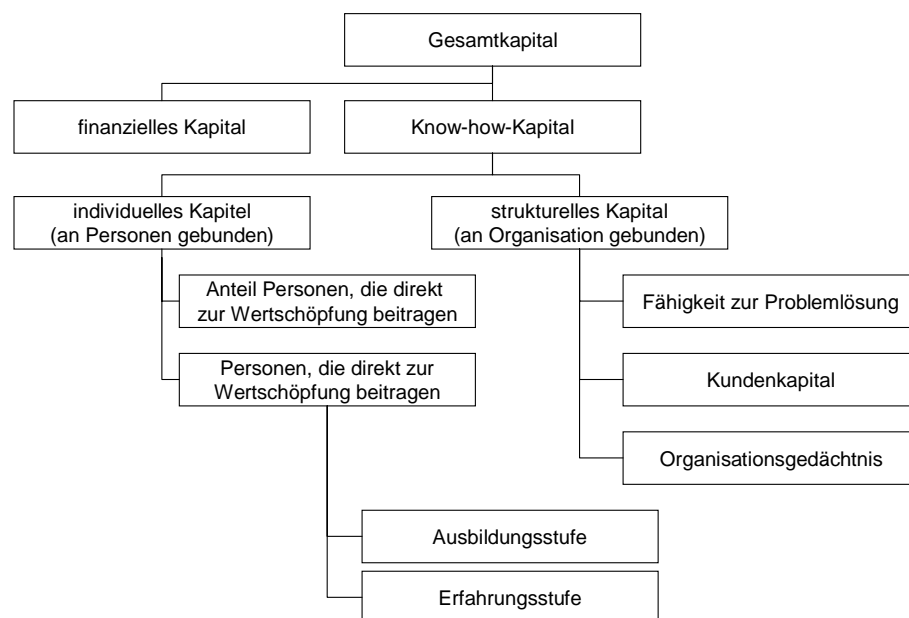 Gesamtkapital
finanzielles Kapital
Know-how-Kapital
individuelles Kapitel
(an Personen gebunden)
strukturelles Kapital
(an Organisation gebunden)
Anteil Personen, die direkt
zur Wertschöpfung beitragen
Fähigkeit zur Problemlösung
Personen, die direkt zur
Wertschöpfung beitragen
Kundenkapital
Organisationsgedächtnis
Ausbildungsstufe
Erfahrungsstufe